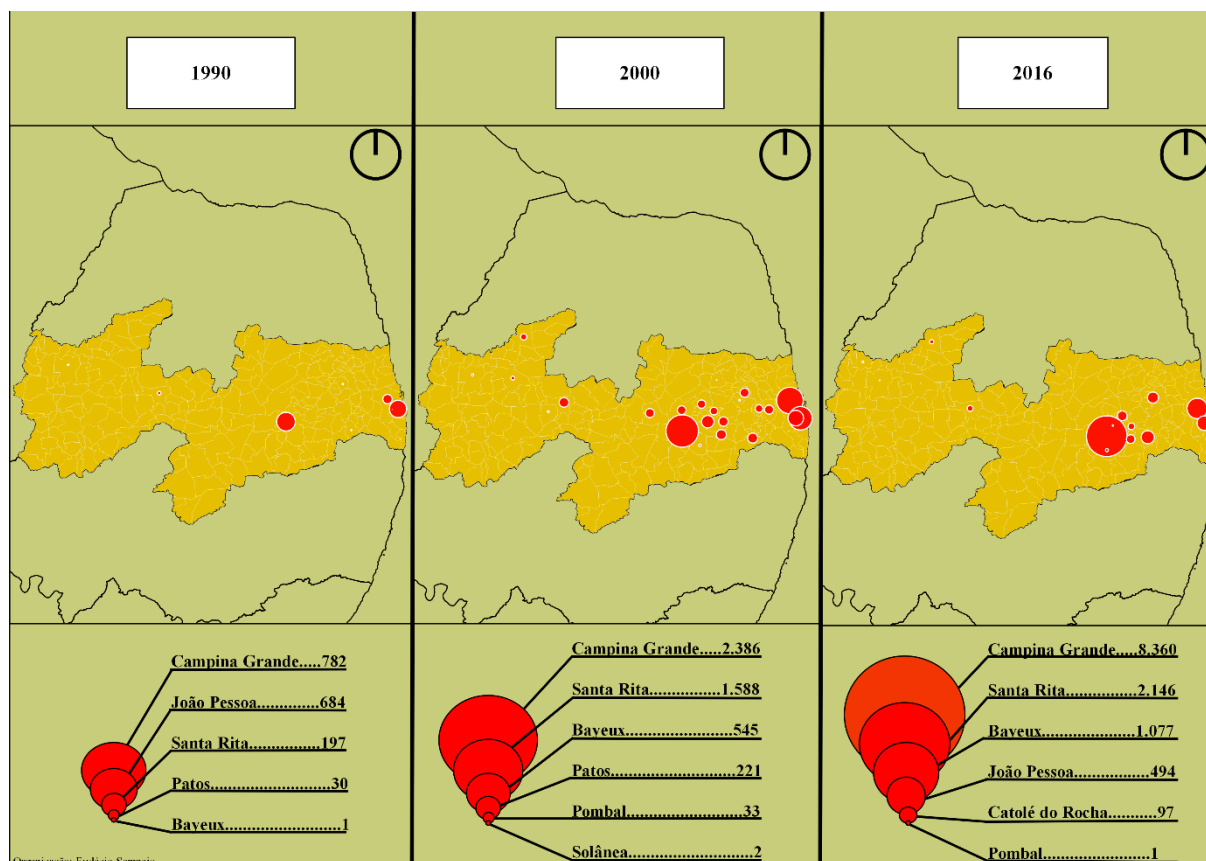 1990
2000
2016
Campina Grande.....782
João Pessoa..............684
Santa Rita................197
Patos..........................30
Bayeux.........................1
Campina Grande.....2.386
Santa Rita................1.588
Bayeux.......................545
Patos..........................221
Pombal........................33
Solânea.........................2
Campina Grande.....8.360
Santa Rita................2.146
Bayeux.....................1.077
João Pessoa................494
Catolé do Rocha............97
Pombal..........................1